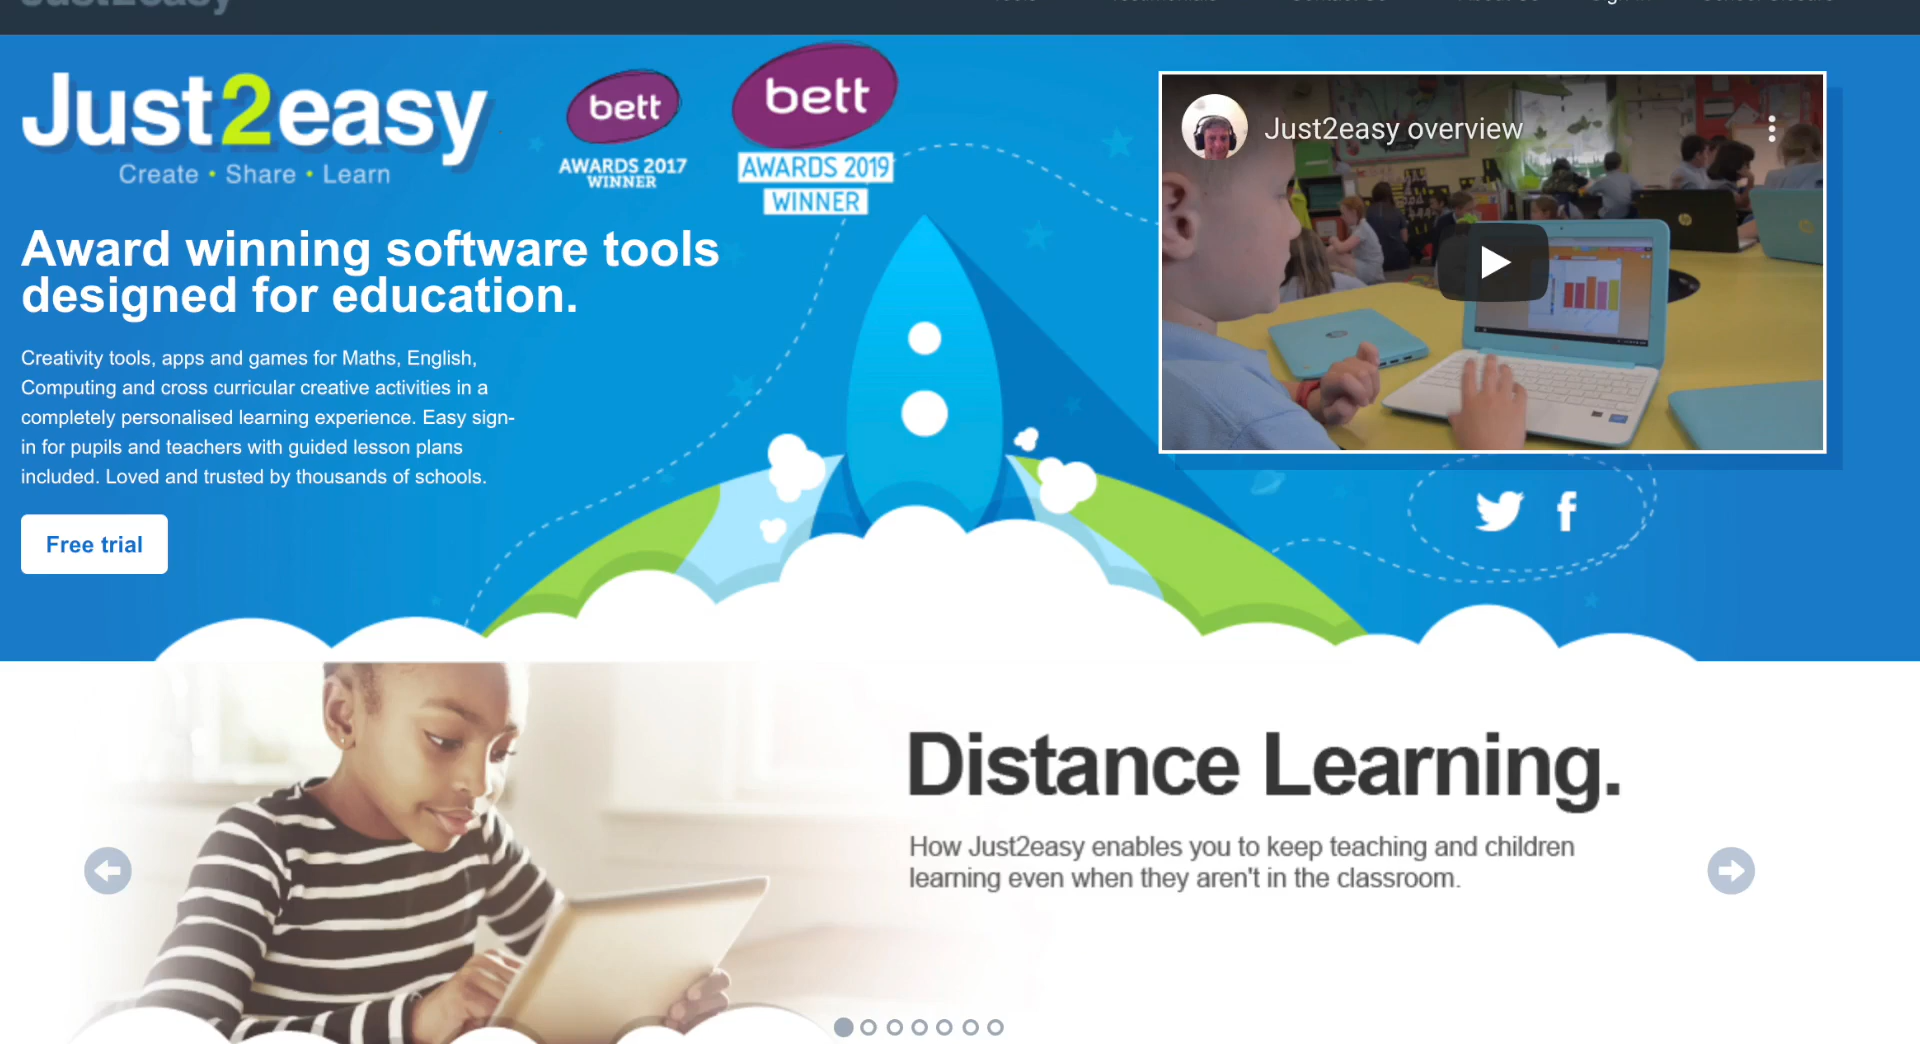 Just2easy
Just2easy
Create • Share • Learn
bett
AWARDS 2017
WINNER
bett
AWARDS 2019
WINNER
Award winning software tools
designed for education.
Creativity tools, apps and games for Maths, English,
Computing and cross curricular creative activities in a
completely personalised learning experience. Easy sign-
in for pupils and teachers with guided lesson plans
included. Loved and trusted by thousands of schools.
Free trial
Just2easy overview
Distance Learning.
How Just2easy enables you to keep teaching and children
learning even when they aren't in the classroom.